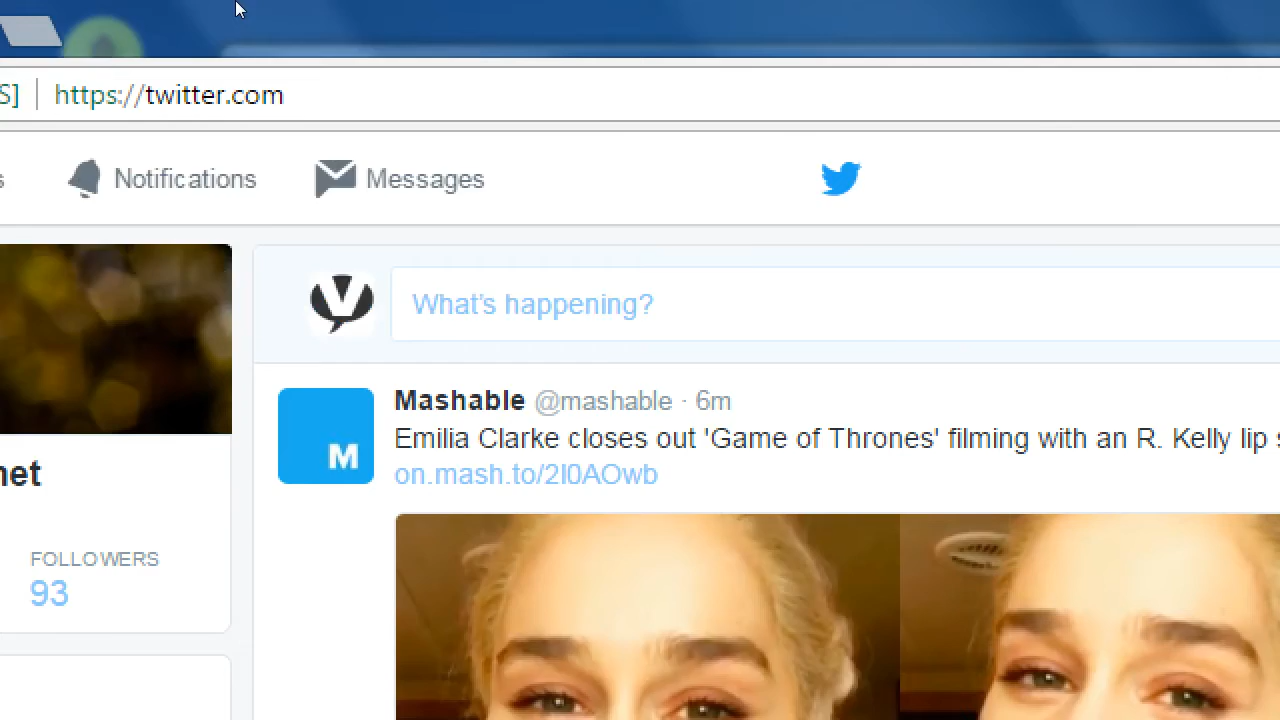 S] | https://twitter.com
s Notifications Messages
What's happening?
Mashable @mashable · 6m
M
Emilia Clarke closes out 'Game of Thrones' filming with an R. Kelly lip s
on.mash.to/2I0AOwb
net
FOLLOWERS
93